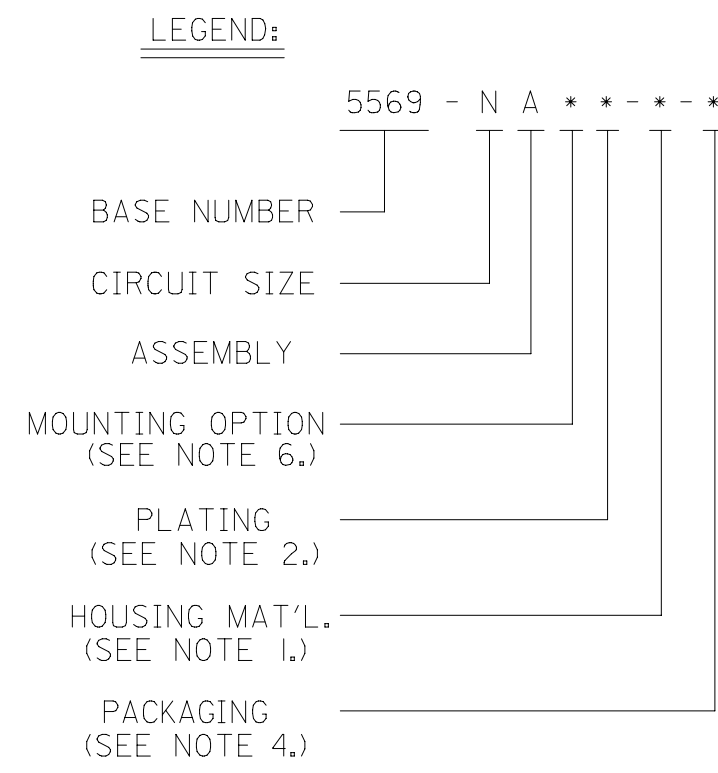 LEGEND:
5569 - N A * * - * - *
BASE NUMBER
CIRCUIT SIZE
ASSEMBLY
MOUNTING OPTION
(SEE NOTE 6.)
PLATING
(SEE NOTE 2.)
HOUSING MAT'L.
(SEE NOTE 1.)
PACKAGING
(SEE NOTE 4.)